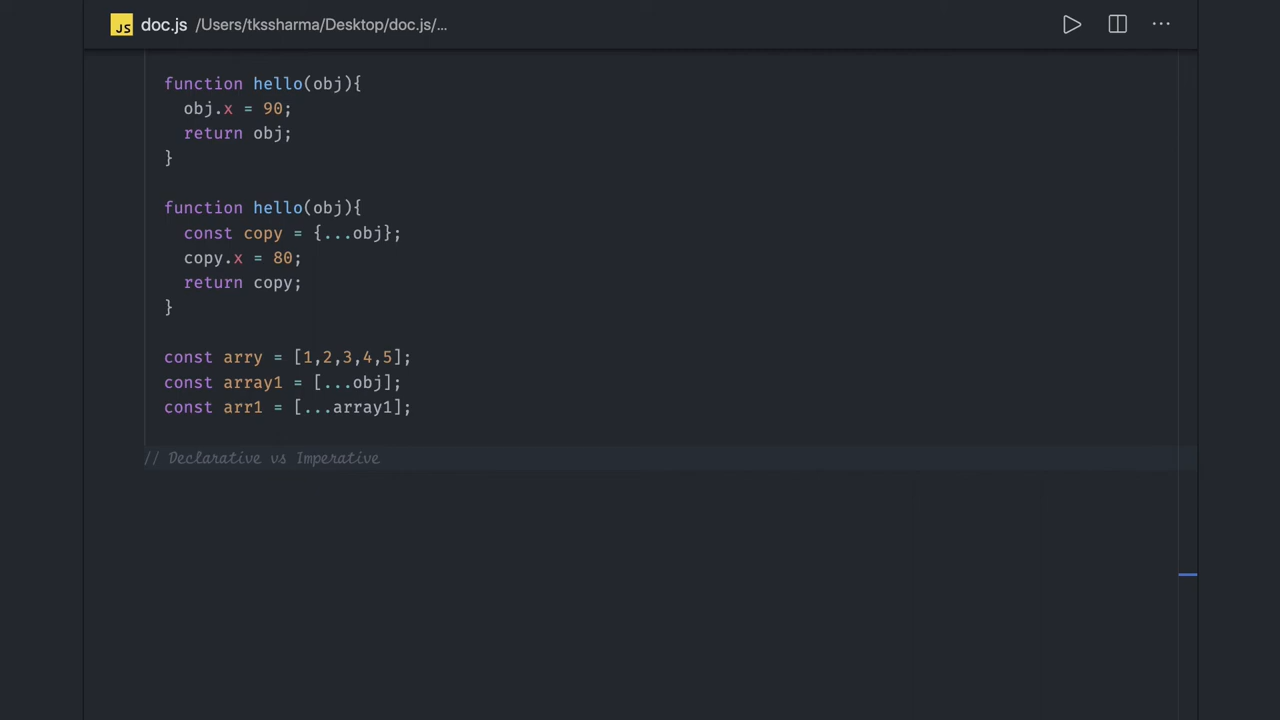 JS doc.js /Users/tkssharma/Desktop/doc.js/...
function hello(obj){
obj.x = 90;
return obj;
}
function hello(obj){
const copy = {...obj};
copy.x = 80;
return copy;
}
const arry = [1,2,3,4,5];
const array1 = [...obj];
const arr1 = [...array1];
// Declarative vs Imperative